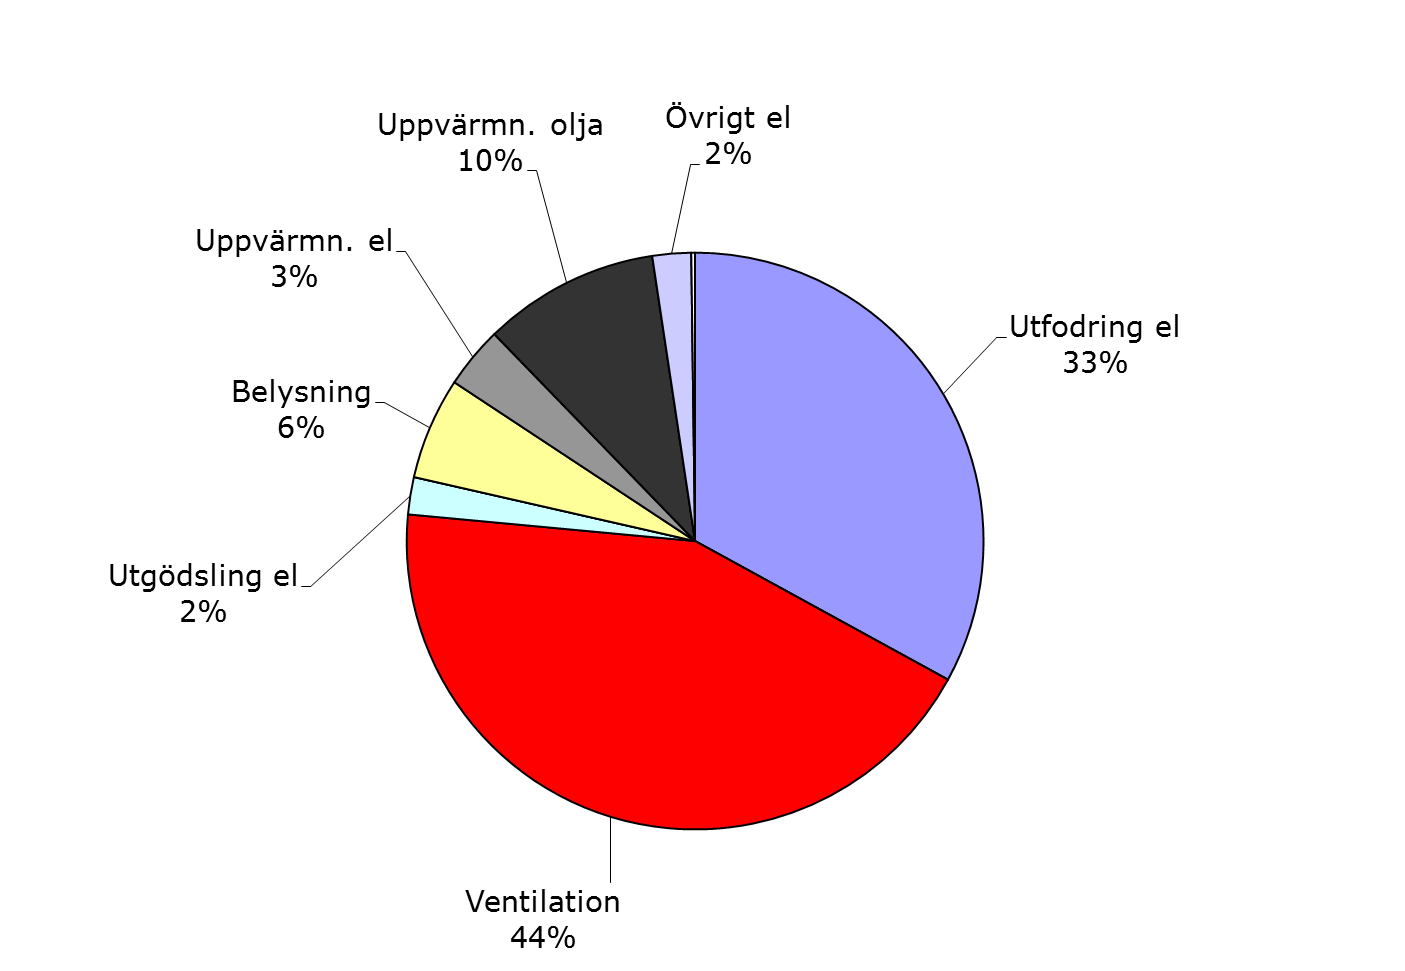 Övrigt el
2%
Uppvärmn. olja
10%
Uppvärmn. el
3%
Utfodring el
33%
Belysning
6%
Utgödsling el
2%
Ventilation
44%